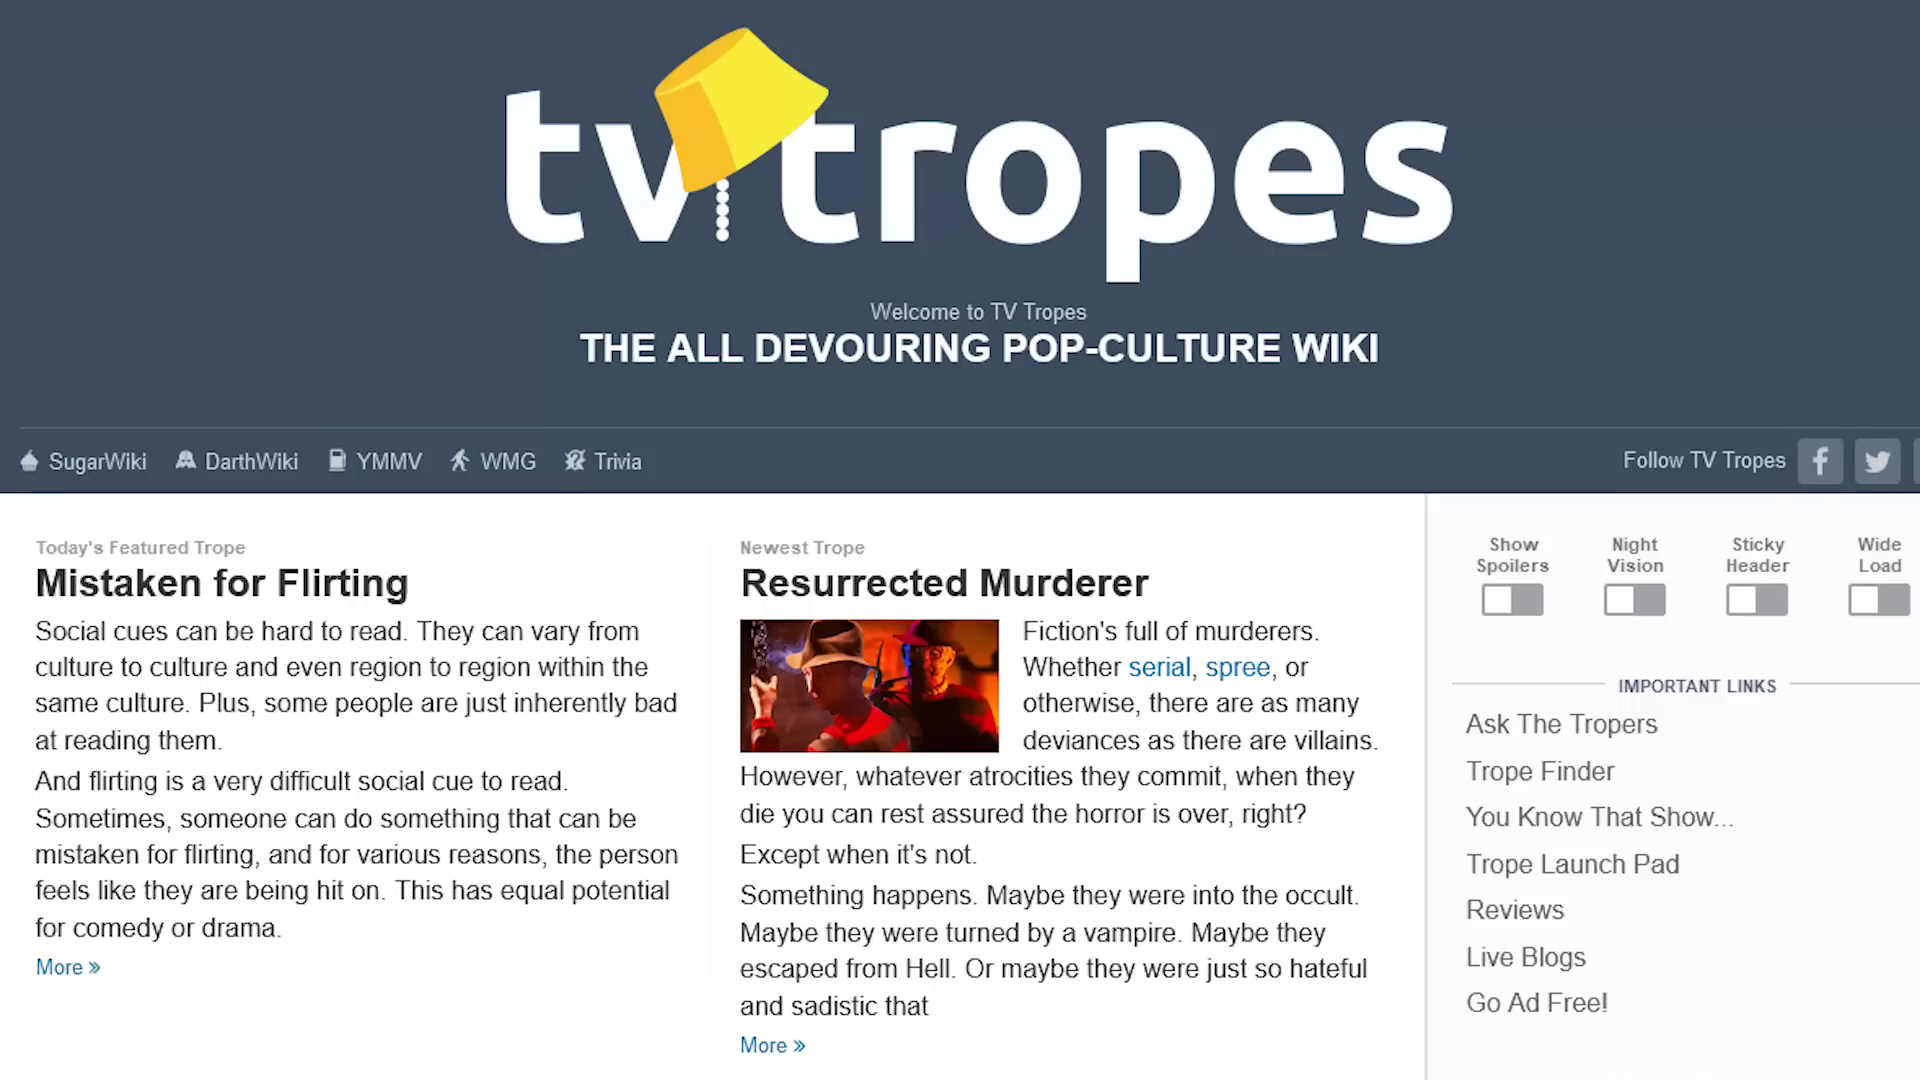 tvtropes
Welcome to TV Tropes
THE ALL DEVOURING POP-CULTURE WIKI
SugarWiki DarthWiki YMMV WMG Trivia
Follow TV Tropes
Today's Featured Trope
Mistaken for Flirting
Social cues can be hard to read. They can vary from
culture to culture and even region to region within the
same culture. Plus, some people are just inherently bad
at reading them.
And flirting is a very difficult social cue to read.
Sometimes, someone can do something that can be
mistaken for flirting, and for various reasons, the person
feels like they are being hit on. This has equal potential
for comedy or drama.
More »
Newest Trope
Resurrected Murderer
Fiction's full of murderers.
Whether serial, spree, or
otherwise, there are as many
deviances as there are villains.
However, whatever atrocities they commit, when they
die you can rest assured the horror is over, right?
Except when it's not.
Something happens. Maybe they were into the occult.
Maybe they were turned by a vampire. Maybe they
escaped from Hell. Or maybe they were just so hateful
and sadistic that
More »
Show
Spoilers
Night
Vision
Sticky
Header
Wide
Load
IMPORTANT LINKS
Ask The Tropers
Trope Finder
You Know That Show...
Trope Launch Pad
Reviews
Live Blogs
Go Ad Free!